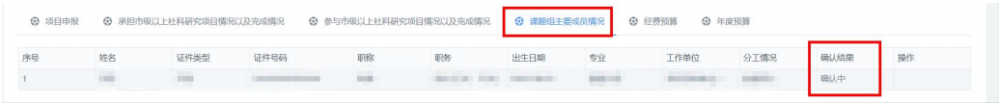 项目申报 承担市级以上社科研究项目情况以及完成情况 参与市级以上社科研究项目情况以及完成情况 课题组主要成员情况 经费预算 年度预算
序号 姓名 证件类型 证件号码 职称 职务 出生日期 专业 工作单位 分工情况 确认结果 操作
1 确认中